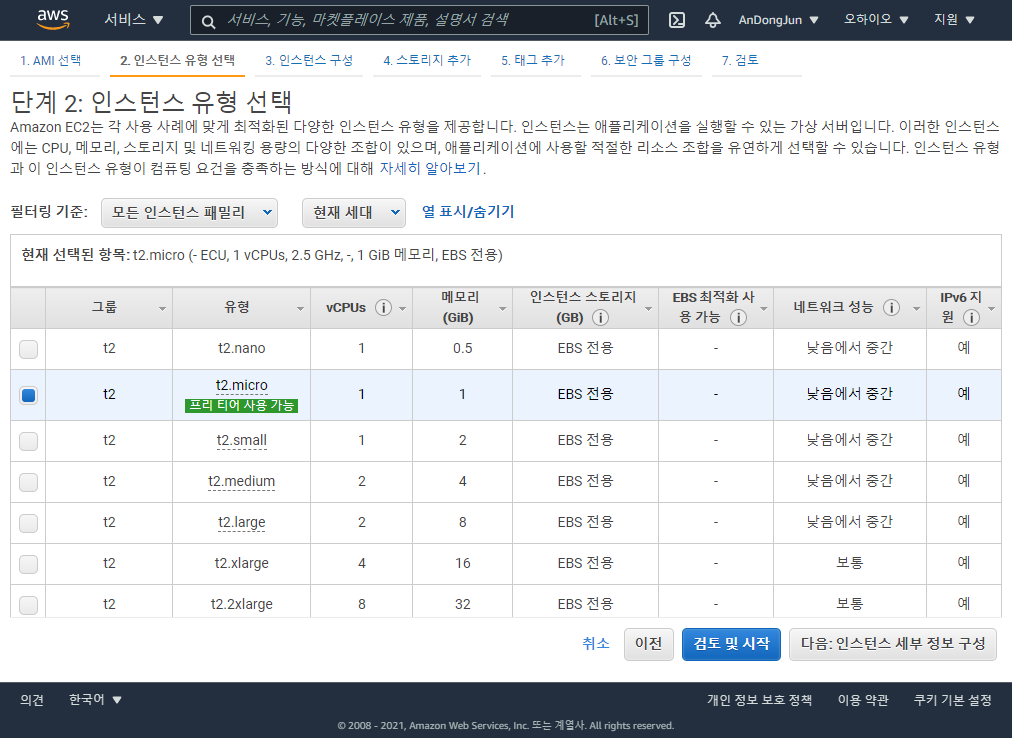 aws 서비스 ▼ 서비스, 기능, 마켓플레이스 제품, 설명서 검색 [Alt+S] AnDongJun ▼ 오하이오 ▼ 지원 ▼
1. AMI 선택 2. 인스턴스 유형 선택 3. 인스턴스 구성 4. 스토리지 추가 5. 태그 추가 6. 보안 그룹 구성 7. 검토
단계 2: 인스턴스 유형 선택
Amazon EC2는 각 사용 사례에 맞게 최적화된 다양한 인스턴스 유형을 제공합니다. 인스턴스는 애플리케이션을 실행할 수 있는 가상 서버입니다. 이러한 인스턴스
에는 CPU, 메모리, 스토리지 및 네트워킹 용량의 다양한 조합이 있으며, 애플리케이션에 사용할 적절한 리소스 조합을 유연하게 선택할 수 있습니다. 인스턴스 유형
과 이 인스턴스 유형이 컴퓨팅 요건을 충족하는 방식에 대해 자세히 알아보기.
필터링 기준: 모든 인스턴스 패밀리 현재 세대 열 표시/숨기기
현재 선택된 항목: t2.micro (- ECU, 1 vCPUs, 2.5 GHz, -, 1 GiB 메모리, EBS 전용)
그룹 유형 vCPUs 메모리 (GiB) 인스턴스 스토리지 (GB) EBS 최적화 사용 가능 네트워크 성능 IPv6 지원
t2 t2.nano 1 0.5 EBS 전용 - 낮음에서 중간 예
t2 t2.micro 프리 티어 사용 가능 1 1 EBS 전용 - 낮음에서 중간 예
t2 t2.small 1 2 EBS 전용 - 낮음에서 중간 예
t2 t2.medium 2 4 EBS 전용 - 낮음에서 중간 예
t2 t2.large 2 8 EBS 전용 - 낮음에서 중간 예
t2 t2.xlarge 4 16 EBS 전용 - 보통 예
t2 t2.2xlarge 8 32 EBS 전용 - 보통 예
취소 이전 검토 및 시작 다음: 인스턴스 세부 정보 구성
의견 한국어 ▼ 개인 정보 보호 정책 이용 약관 쿠키 기본 설정
© 2008 - 2021, Amazon Web Services, Inc. 또는 계열사. All rights reserved.